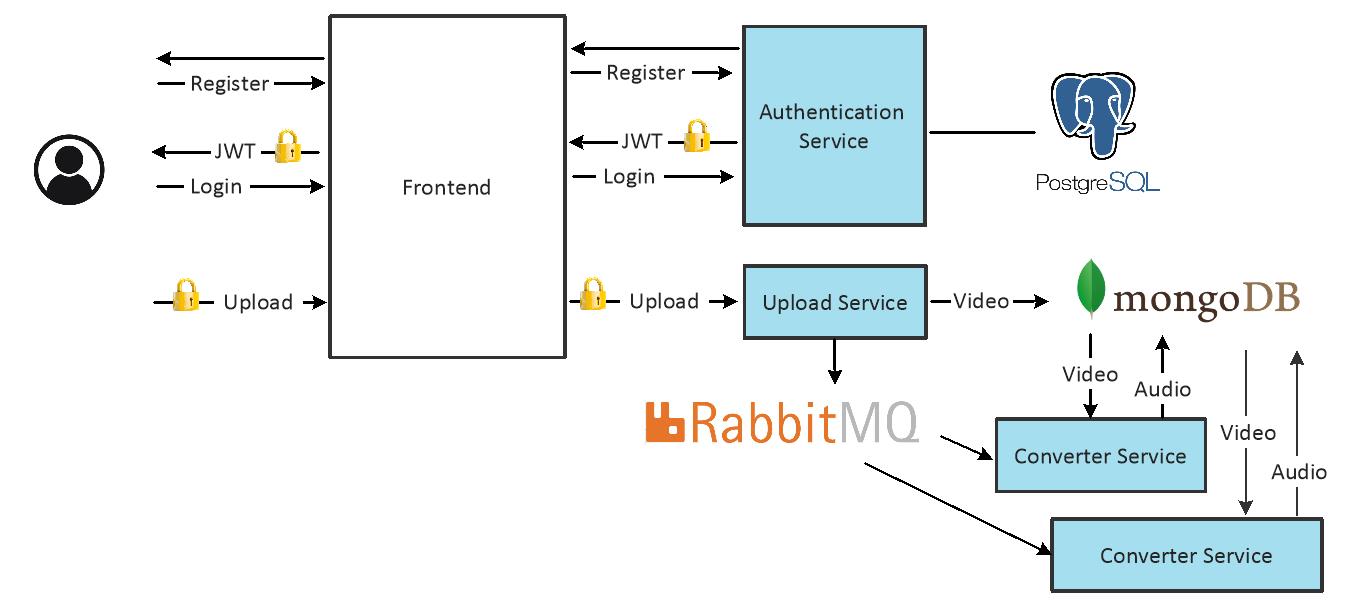 Register
Register
Authentication
Service
JWT
JWT
Login
Login
Frontend
PostgreSQL
Upload
Upload
Upload Service
Video
mongoDB
Video
Audio
RabbitMQ
Converter Service
Video
Audio
Converter Service